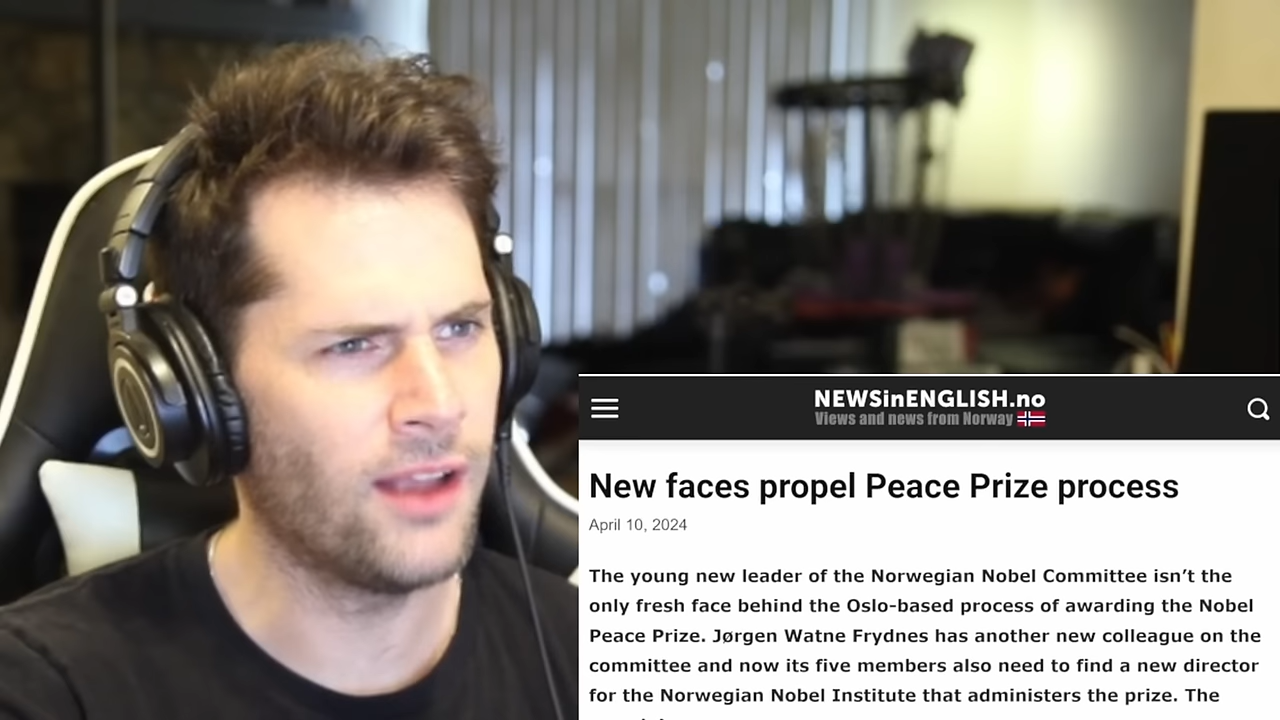 NEWSinENGLISH.no
Views and news from Norway
New faces propel Peace Prize process
April 10, 2024
The young new leader of the Norwegian Nobel Committee isn’t the
only fresh face behind the Oslo-based process of awarding the Nobel
Peace Prize. Jørgen Watne Frydnes has another new colleague on the
committee and now its five members also need to find a new director
for the Norwegian Nobel Institute that administers the prize. The